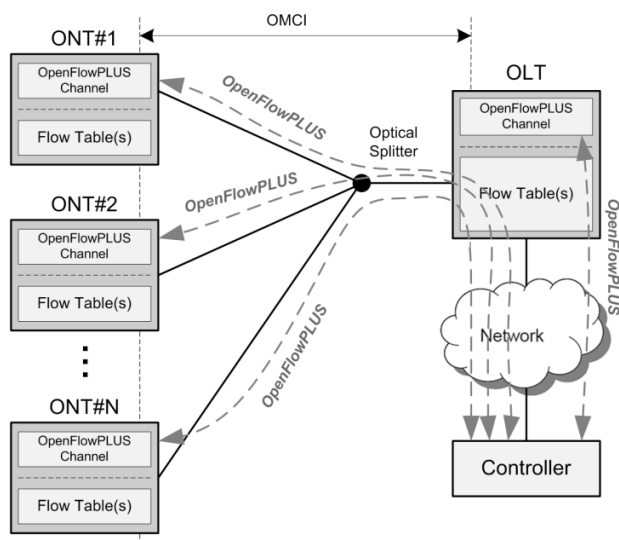 OMCI
ONT#1
OpenFlowPLUS
Channel
Flow Table(s)
OpenFlowPLUS
OLT
OpenFlowPLUS
Channel
Flow Table(s)
Optical
Splitter
ONT#2
OpenFlowPLUS
Channel
Flow Table(s)
OpenFlowPLUS
OpenFlowPLUS
OpenFlowPLUS
Network
ONT#N
OpenFlowPLUS
Channel
Flow Table(s)
Controller